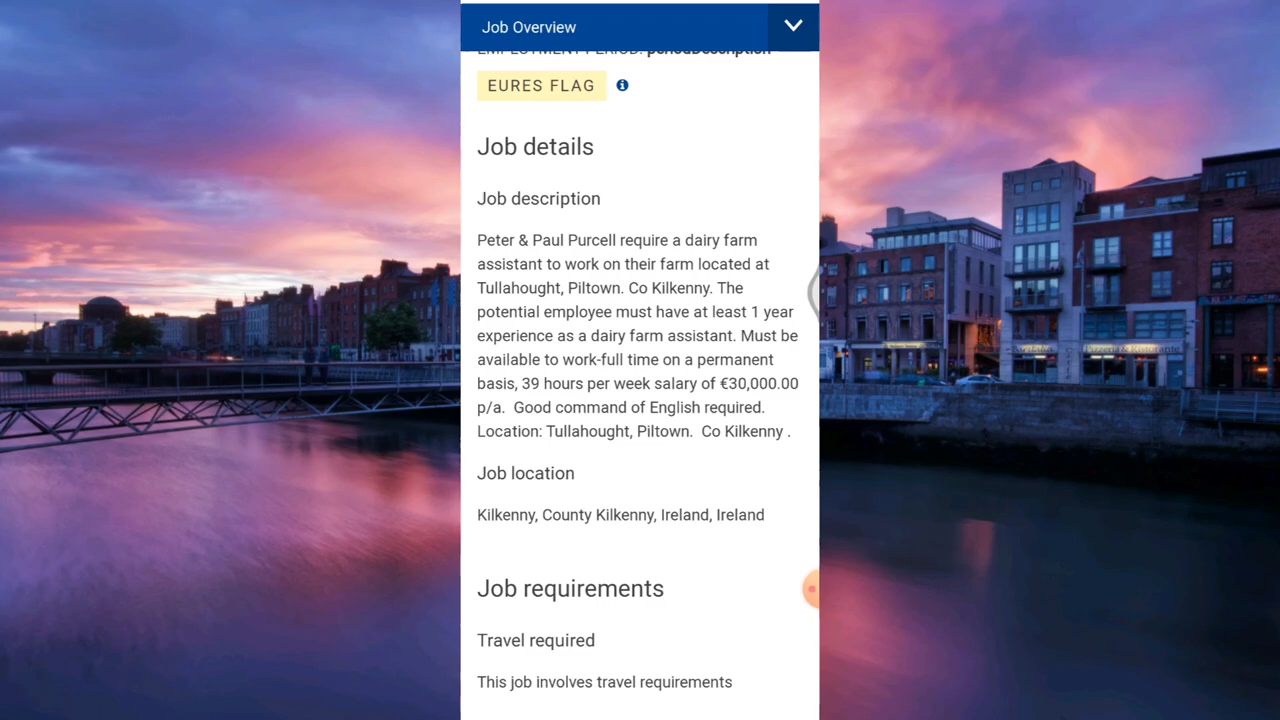 Job Overview
EMPLOYMENT PERIOD: periodDescription
EURES FLAG
Job details
Job description
Peter & Paul Purcell require a dairy farm
assistant to work on their farm located at
Tullahought, Piltown. Co Kilkenny. The
potential employee must have at least 1 year
experience as a dairy farm assistant. Must be
available to work-full time on a permanent
basis, 39 hours per week salary of €30,000.00
p/a.  Good command of English required.
Location: Tullahought, Piltown.  Co Kilkenny .
Job location
Kilkenny, County Kilkenny, Ireland, Ireland
Job requirements
Travel required
This job involves travel requirements